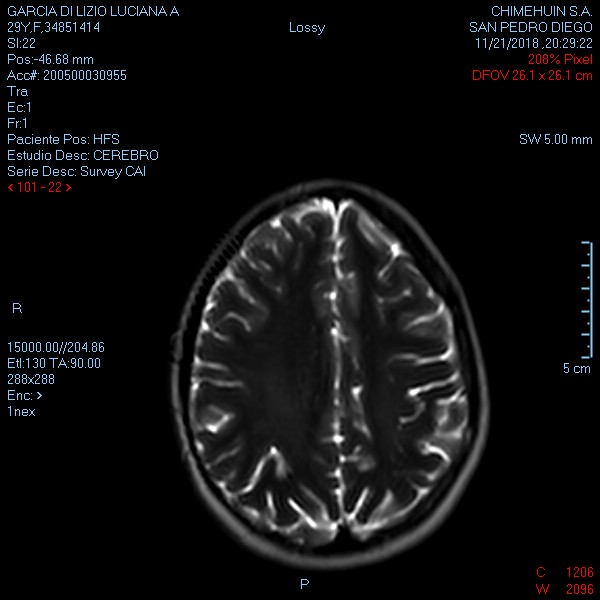 GARCIA DI LIZIO LUCIANA A
29Y,F,34851414
Sl:22
Pos:-46.68 mm
Acc#: 200500030955
Tra
Ec:1
Fr:1
Paciente Pos: HFS
Estudio Desc: CEREBRO
Serie Desc: Survey CAI
< 101 - 22 >
Lossy
CHIMEHUIN S.A.
SAN PEDRO DIEGO
11/21/2018 ,20:29:22
208% Pixel
DFOV 26.1 x 26.1 cm
SW 5.00 mm
R
15000.00//204.86
Etl:130 TA:90.00
288x288
Enc: >
1nex
5 cm
P
C 1206
W 2096